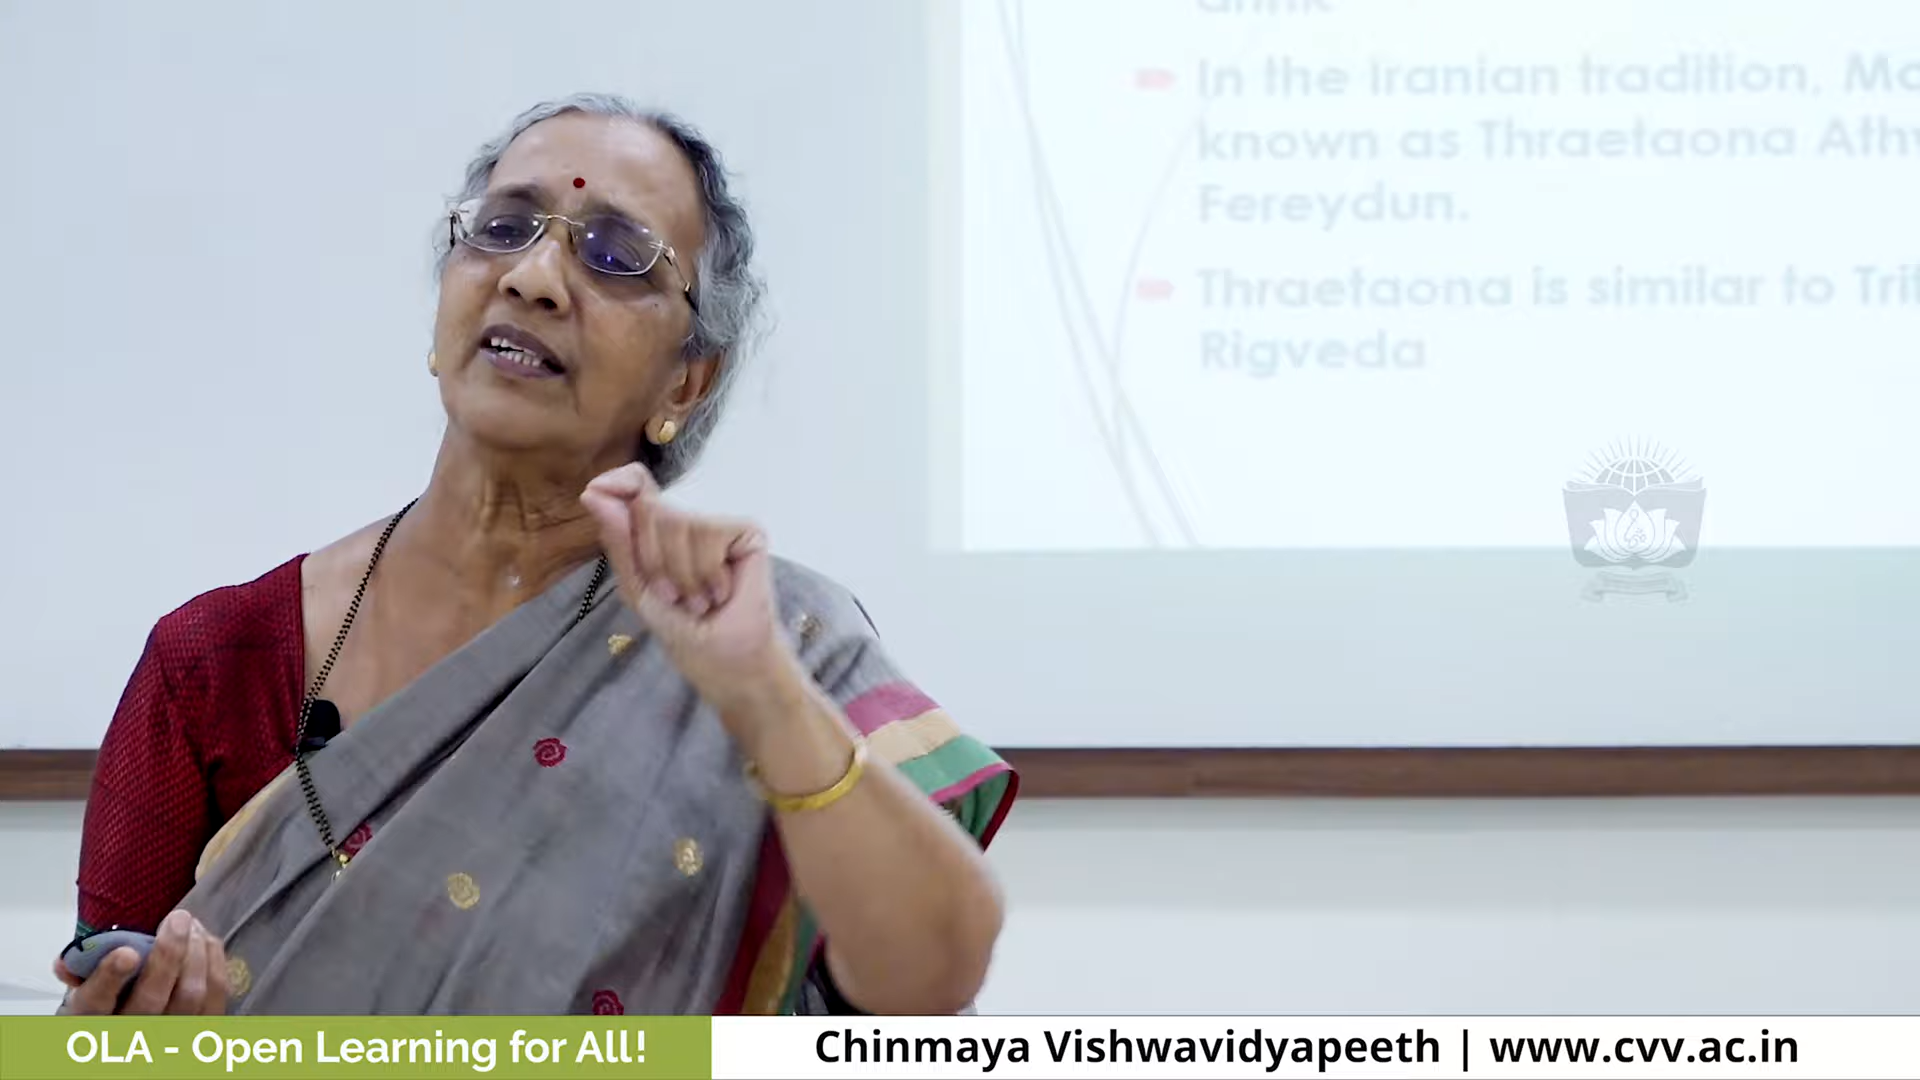 drink
In the Iranian tradition,
known as Thraetaona
Fereydun.
Thraetaona is similar to
Rigveda
OLA - Open Learning for All!
Chinmaya Vishwavidyapeeth | www.cvv.ac.in